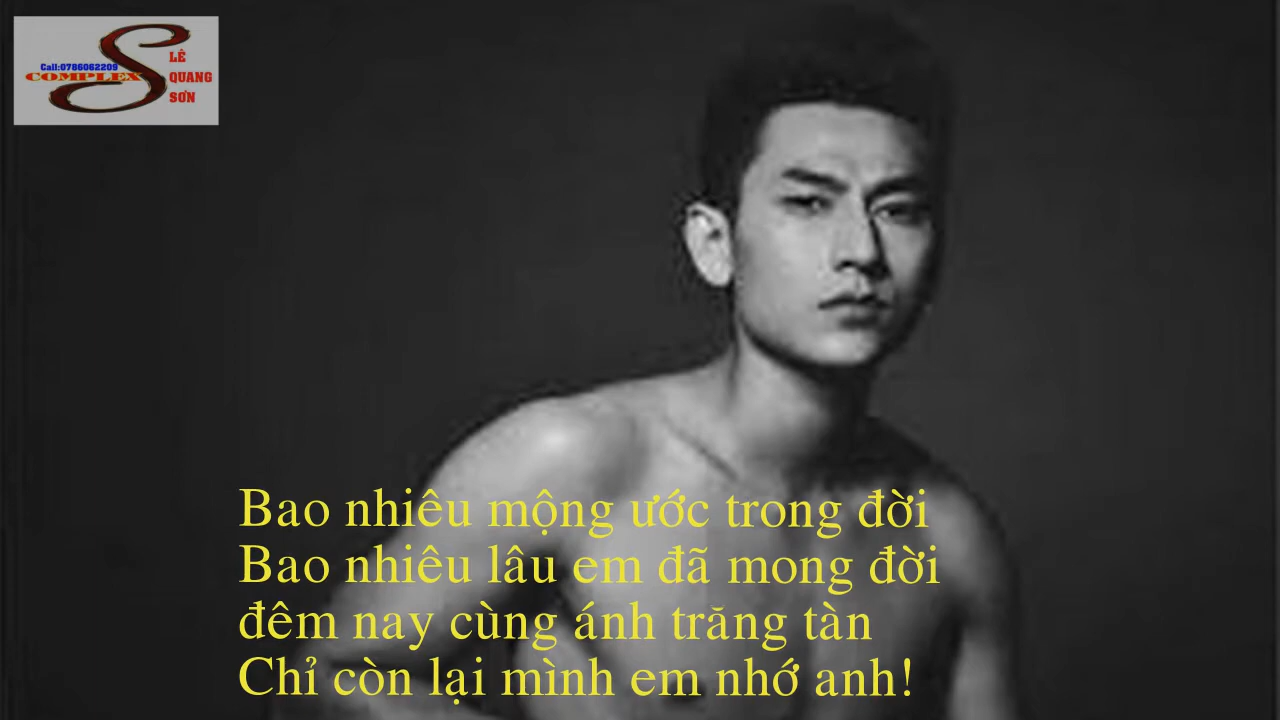 LÊ
Call:0786062209
COMPLEX S QUANG
SƠN
Bao nhiêu mộng ước trong đời
Bao nhiêu lâu em đã mong đời
đêm nay cùng ánh trăng tàn
Chỉ còn lại mình em nhớ anh!